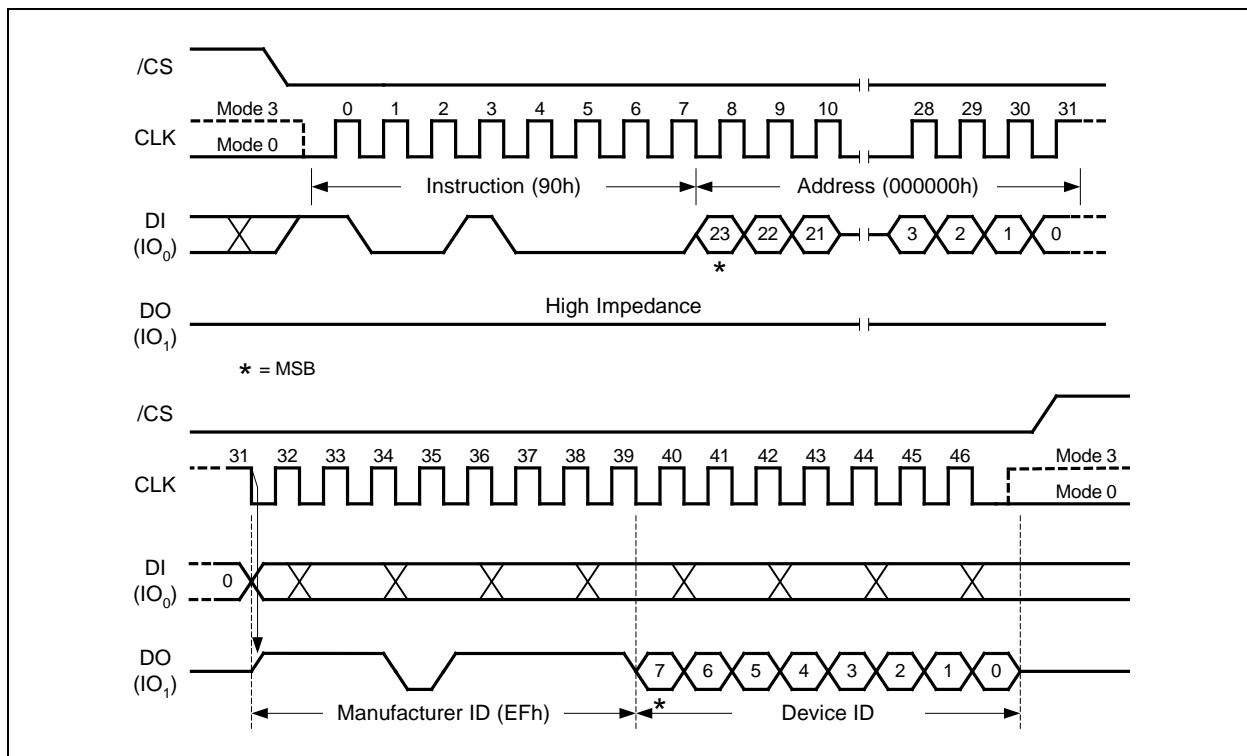 /CS
Mode 3 0 1 2 3 4 5 6 7 8 9 10 28 29 30 31
CLK
Mode 0
Instruction (90h) Address (000000h)
DI
(IO0) 23 22 21 3 2 1 0
*
High Impedance
DO
(IO1)
* = MSB
/CS
31 32 33 34 35 36 37 38 39 40 41 42 43 44 45 46 Mode 3
CLK
Mode 0
DI
(IO0) 0
DO
(IO1) 7 6 5 4 3 2 1 0
*
Manufacturer ID (EFh) Device ID